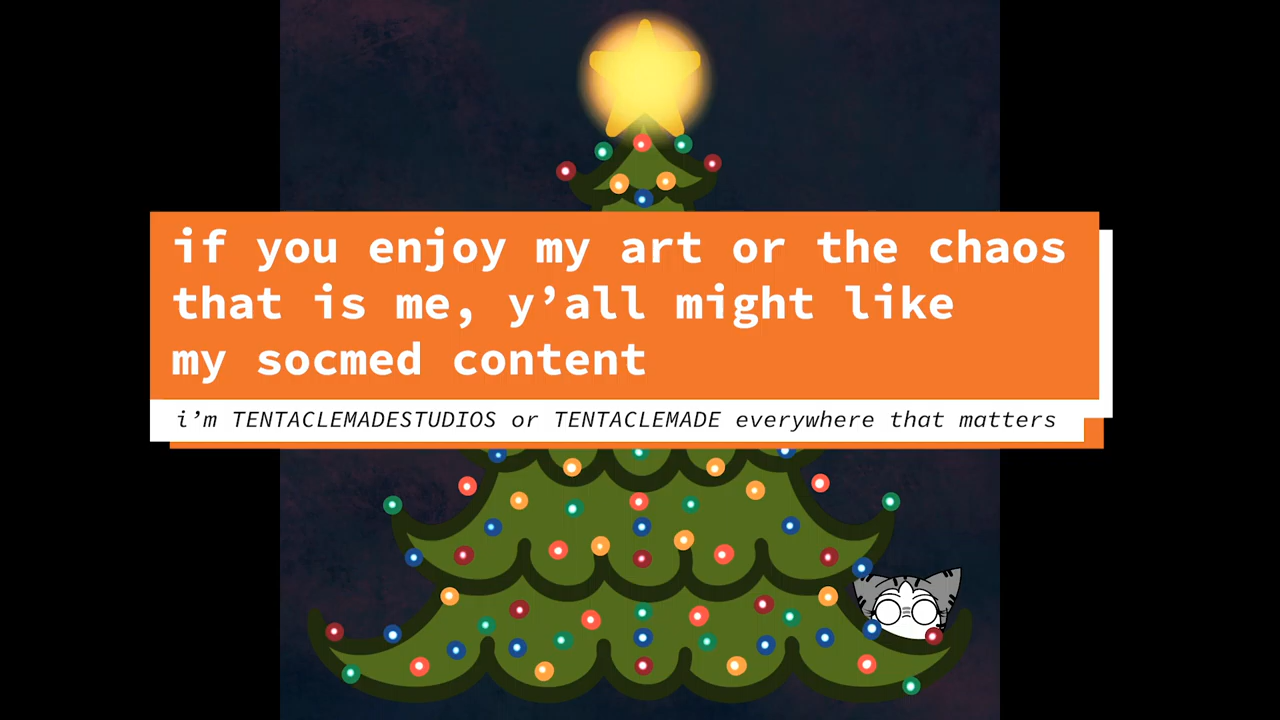 if you enjoy my art or the chaos
that is me, y’all might like
my socmed content
i’m TENTACLEMADESTUDIOS or TENTACLEMADE everywhere that matters